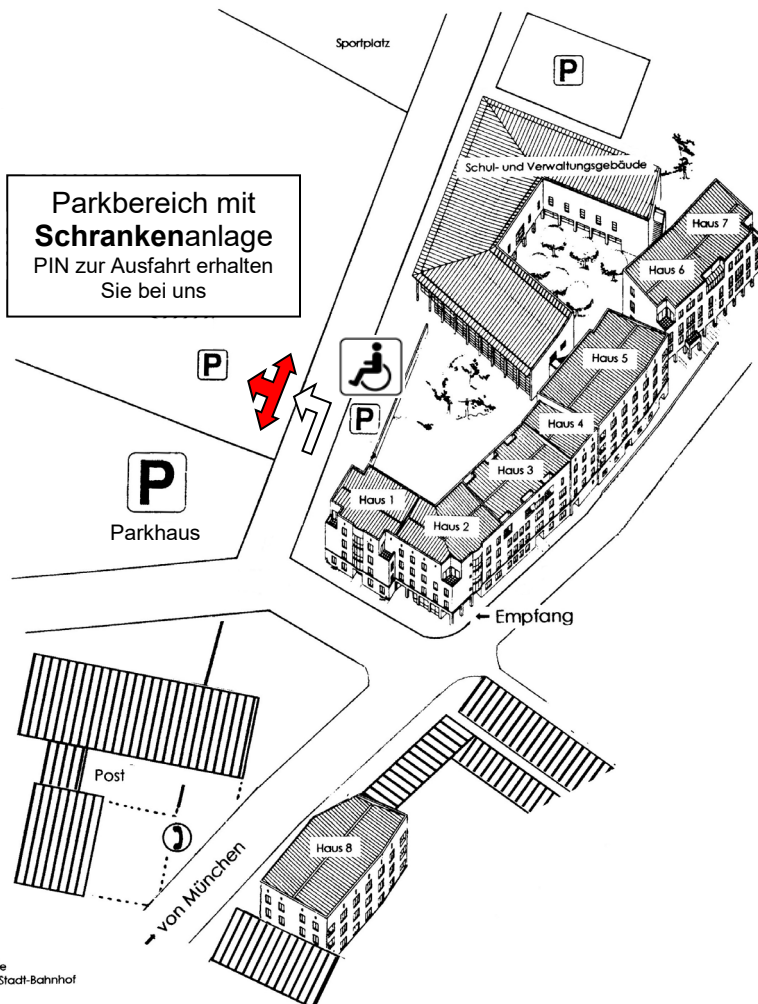 Sportplatz
P
Schul- und Verwaltungsgebäude
Parkbereich mit
Schrankenanlage
PIN zur Ausfahrt erhalten
Sie bei uns
Haus 7
Haus 6
Haus 5
P
P
Haus 4
Haus 3
P
Parkhaus
Haus 1
Haus 2
← Empfang
Post
Haus 8
→ von München
e
Stadt-Bahnhof